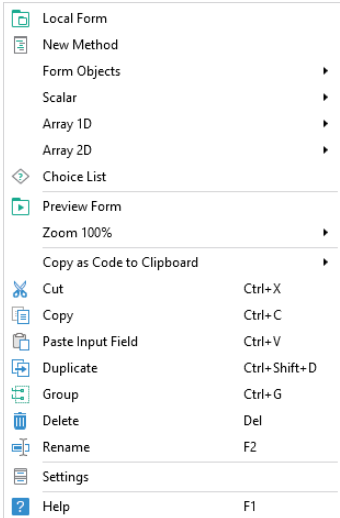 Local Form
New Method
Form Objects
Scalar
Array 1D
Array 2D
Choice List
Preview Form
Zoom 100%
Copy as Code to Clipboard
Cut Ctrl+X
Copy Ctrl+C
Paste Input Field Ctrl+V
Duplicate Ctrl+Shift+D
Group Ctrl+G
Delete Del
Rename F2
Settings
Help F1